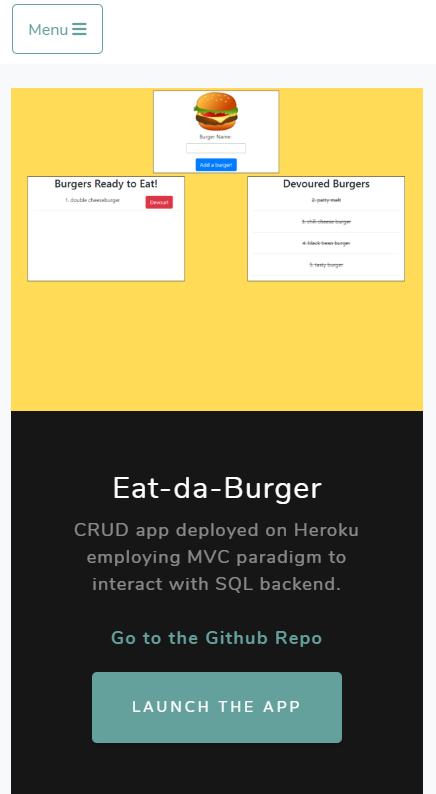 Menu
Burger Name:
Add a burger!
Burgers Ready to Eat!
1. double cheeseburger
Devour!
Devoured Burgers
2. patty melt
3. chili cheese burger
4. black bean burger
5. tasty burger
Eat-da-Burger
CRUD app deployed on Heroku
employing MVC paradigm to
interact with SQL backend.
Go to the Github Repo
LAUNCH THE APP